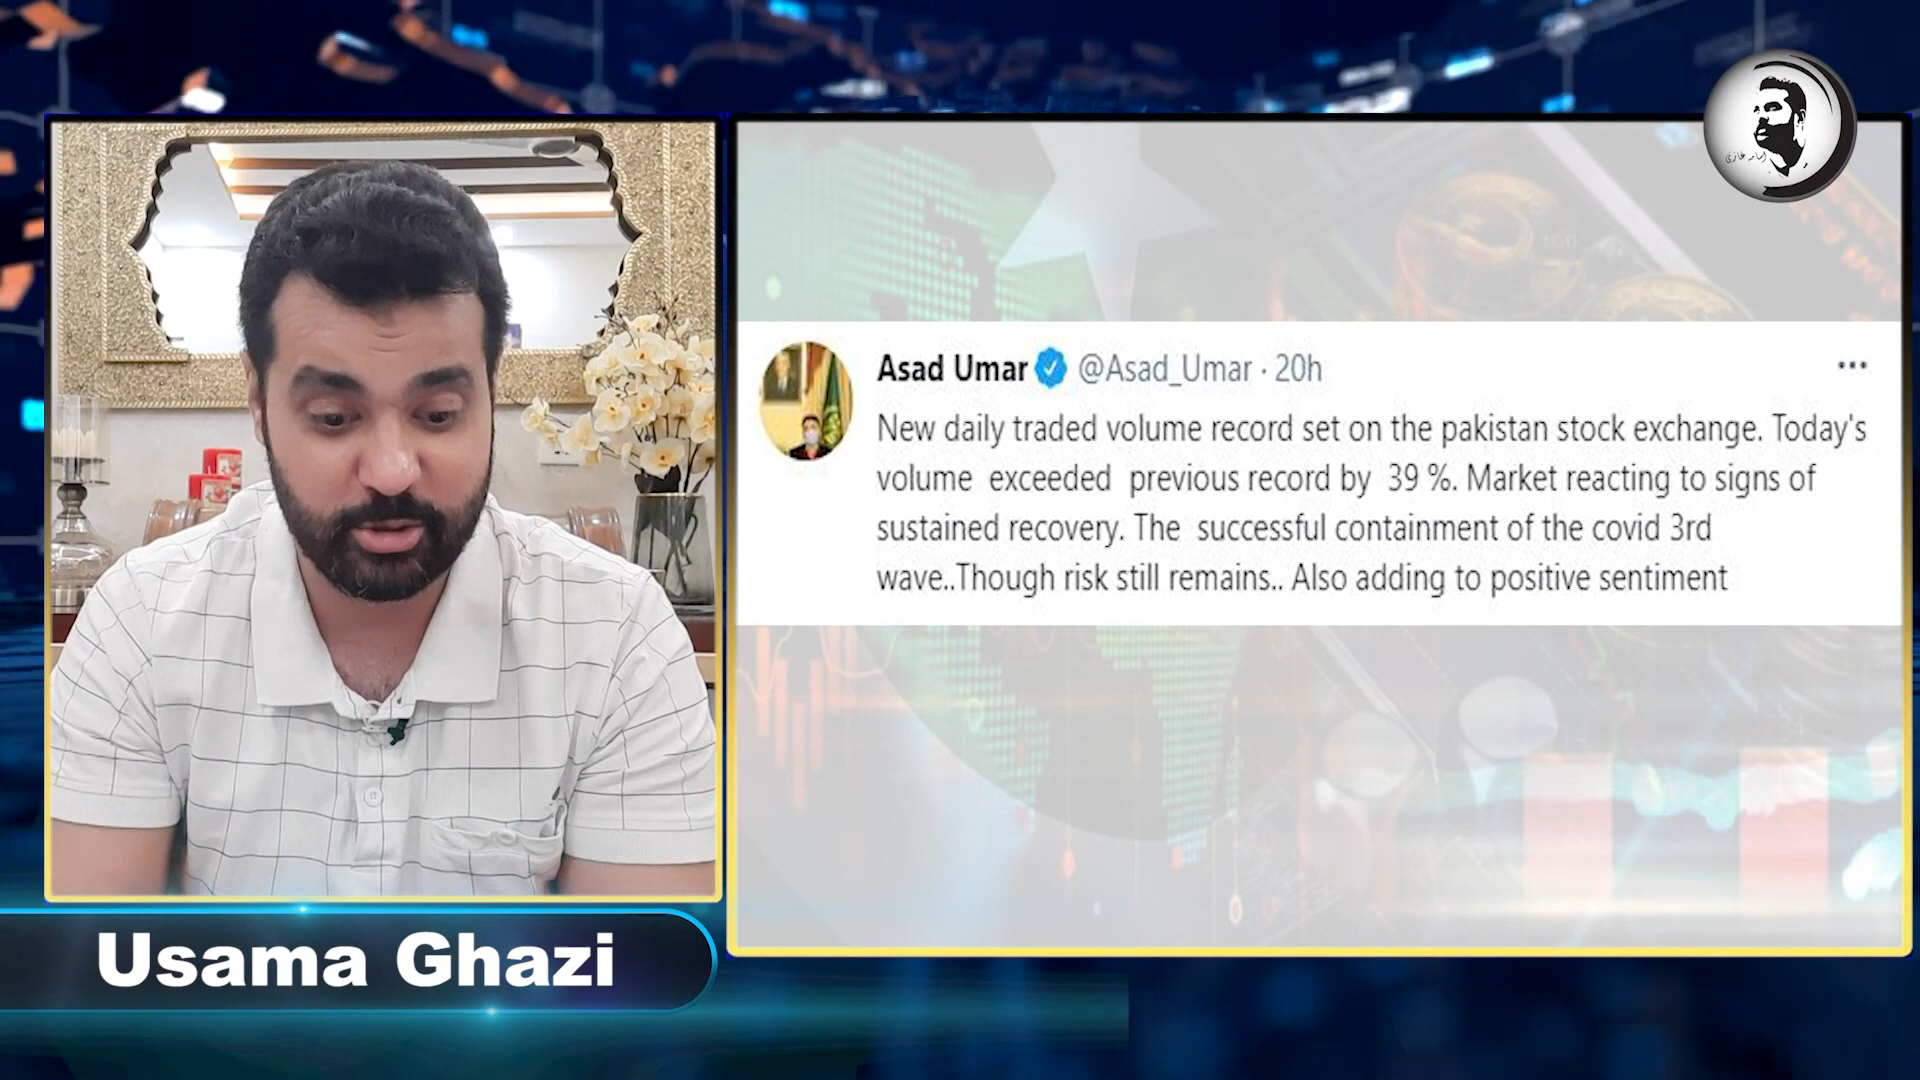 اسامہ غازی
Asad Umar @Asad_Umar · 20h
New daily traded volume record set on the pakistan stock exchange. Today's
volume exceeded previous record by 39 %. Market reacting to signs of
sustained recovery. The successful containment of the covid 3rd
wave..Though risk still remains.. Also adding to positive sentiment
Usama Ghazi